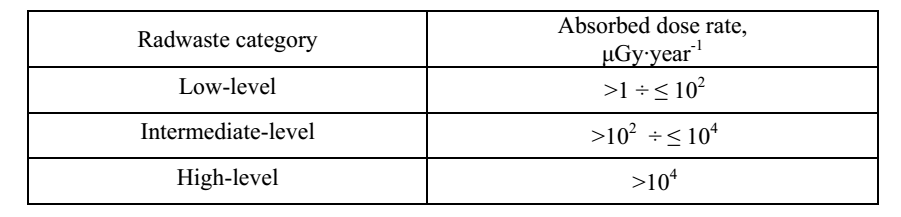 Radwaste category
Absorbed dose rate,
μGy·year⁻¹
Low-level
>1 ÷ ≤ 10²
Intermediate-level
>10² ÷ ≤ 10⁴
High-level
>10⁴